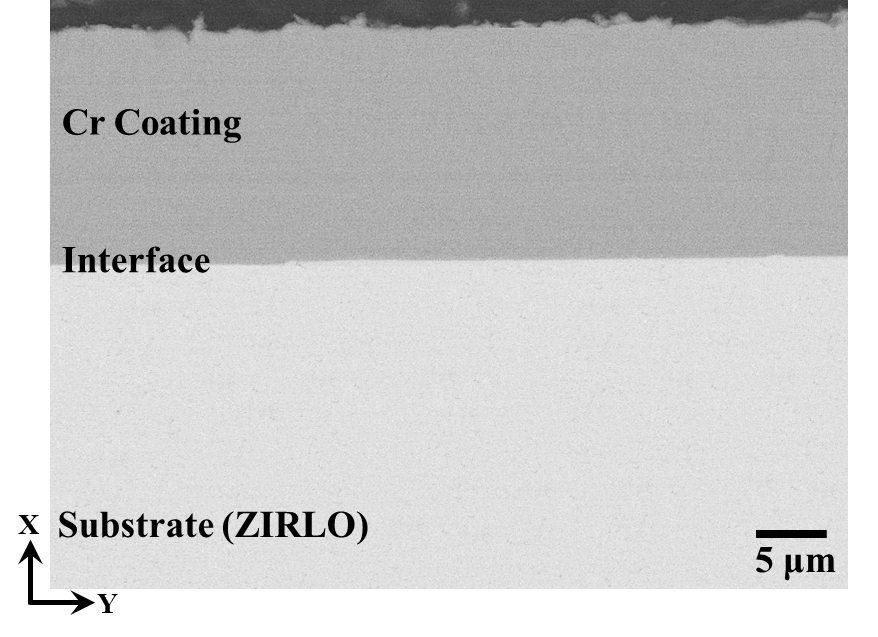 Cr Coating
Interface
Substrate (ZIRLO)
X
5 μm
Y